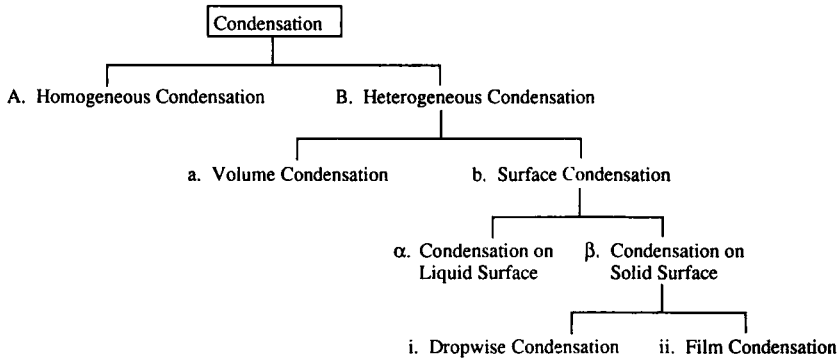 Condensation
A. Homogeneous Condensation
B. Heterogeneous Condensation
a. Volume Condensation
b. Surface Condensation
α. Condensation on
Liquid Surface
β. Condensation on
Solid Surface
i. Dropwise Condensation
ii. Film Condensation